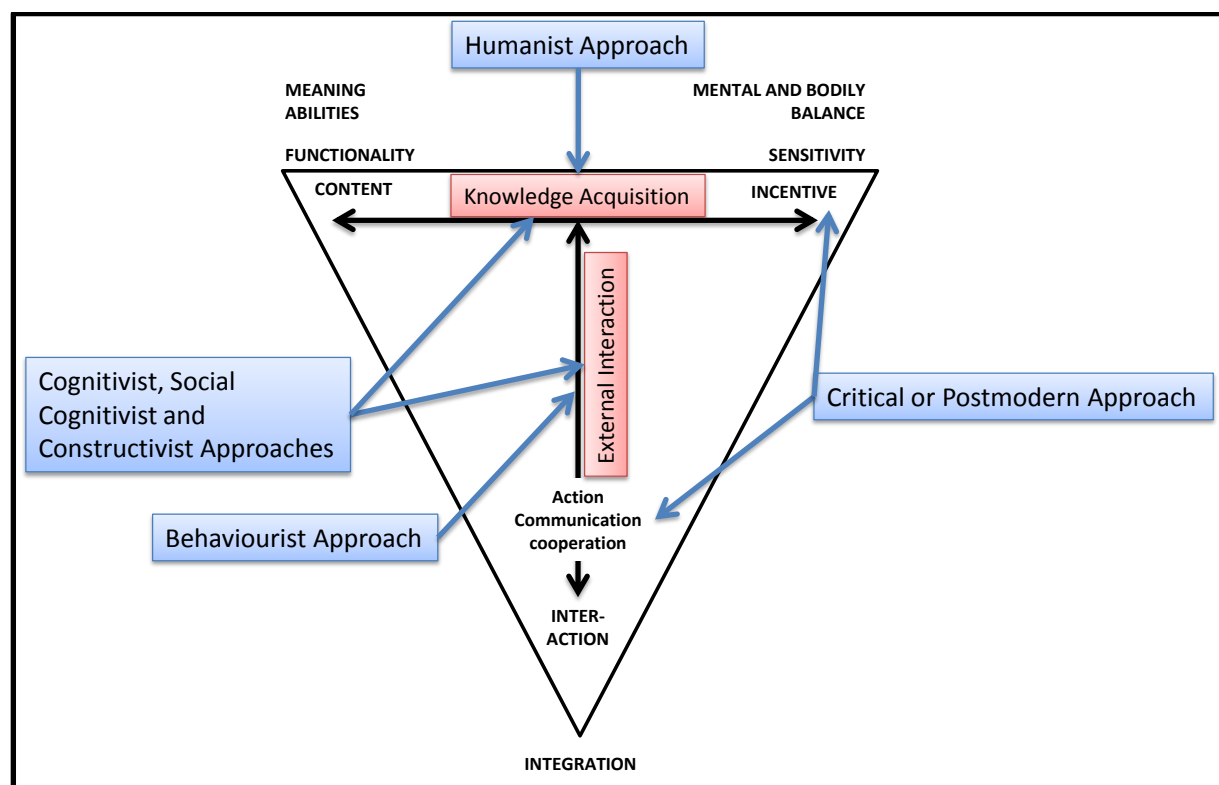 Humanist Approach
MEANING
ABILITIES
MENTAL AND BODILY
BALANCE
FUNCTIONALITY
SENSITIVITY
CONTENT
Knowledge Acquisition
INCENTIVE
External Interaction
Cognitivist, Social
Cognitivist and
Constructivist Approaches
Critical or Postmodern Approach
Behaviourist Approach
Action
Communication
cooperation
INTER-
ACTION
INTEGRATION